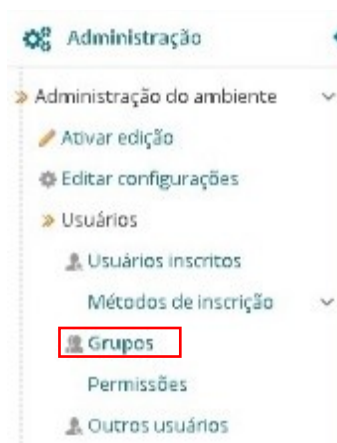 Administração
Administração do ambiente
Ativar edição
Editar configurações
Usuários
Usuários inscritos
Métodos de inscrição
Grupos
Permissões
Outros usuários